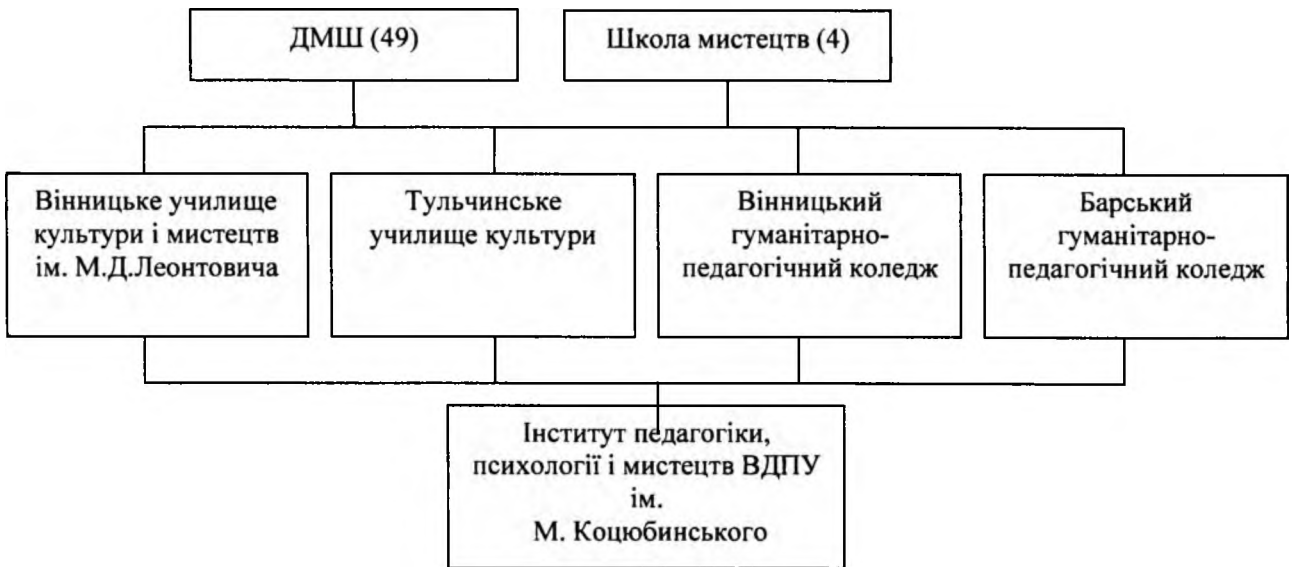 ДМШ (49)
Школа мистецтв (4)
Вінницьке училище
культури і мистецтв
ім. М.Д.Леонтовича
Тульчинське
училище культури
Вінницький
гуманітарно-
педагогічний коледж
Барський
гуманітарно-
педагогічний коледж
Інститут педагогіки,
психології і мистецтв ВДПУ
ім.
М. Коцюбинського